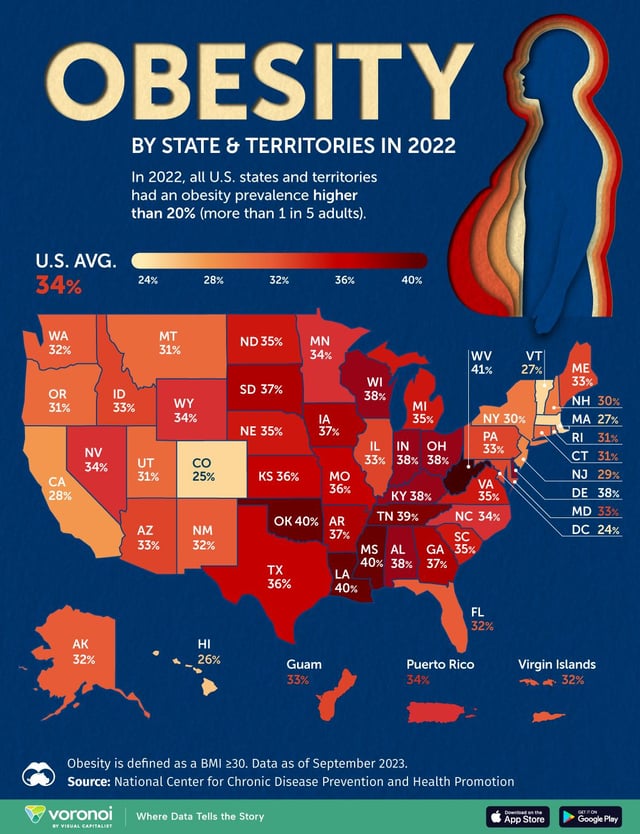 OBESITY
BY STATE & TERRITORIES IN 2022
In 2022, all U.S. states and territories
had an obesity prevalence higher
than 20% (more than 1 in 5 adults).
U.S. AVG.
34%
24%
28%
32%
36%
40%
WA
32%
MT
31%
ND 35%
MN
34%
WV
41%
VT
27%
ME
33%
OR
31%
ID
33%
WY
34%
SD 37%
WI
38%
MI
35%
NY 30%
NH 30%
MA 27%
RI 31%
CT 31%
NJ 29%
DE 38%
MD 33%
DC 24%
NV
34%
UT
31%
CO
25%
NE 35%
IA
37%
IL
33%
IN
38%
OH
38%
PA
33%
CA
28%
KS 36%
MO
36%
KY 38%
VA
35%
AZ
33%
NM
32%
OK 40%
AR
37%
TN 39%
NC 34%
SC
35%
TX
36%
LA
40%
MS
40%
AL
38%
GA
37%
FL
32%
AK
32%
HI
26%
Guam
33%
Puerto Rico
34%
Virgin Islands
32%
Obesity is defined as a BMI ≥30. Data as of September 2023.
Source: National Center for Chronic Disease Prevention and Health Promotion
voronoi
BY VISUAL CAPITALIST
Where Data Tells the Story
Download on the
App Store
GET IT ON
Google Play